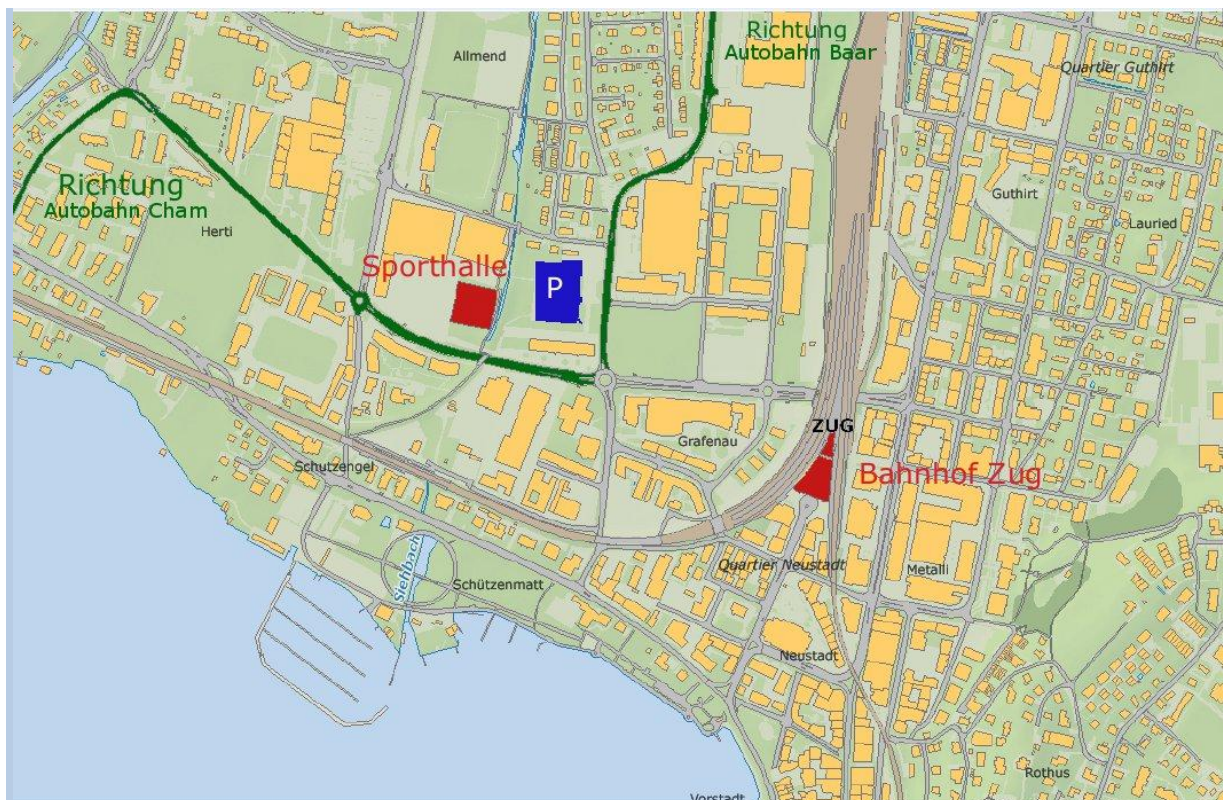 Richtung
Autobahn Baar
Allmend
Quartier Guthirt
Richtung
Autobahn Cham
Guthirt
Herti
Lauried
Sporthalle
P
ZUG
Grafenau
Bahnhof Zug
Schutzengel
Siehbach
Quartier Neustadt
Metalli
Schützenmatt
Neustadt
Rothus
Vorstadt